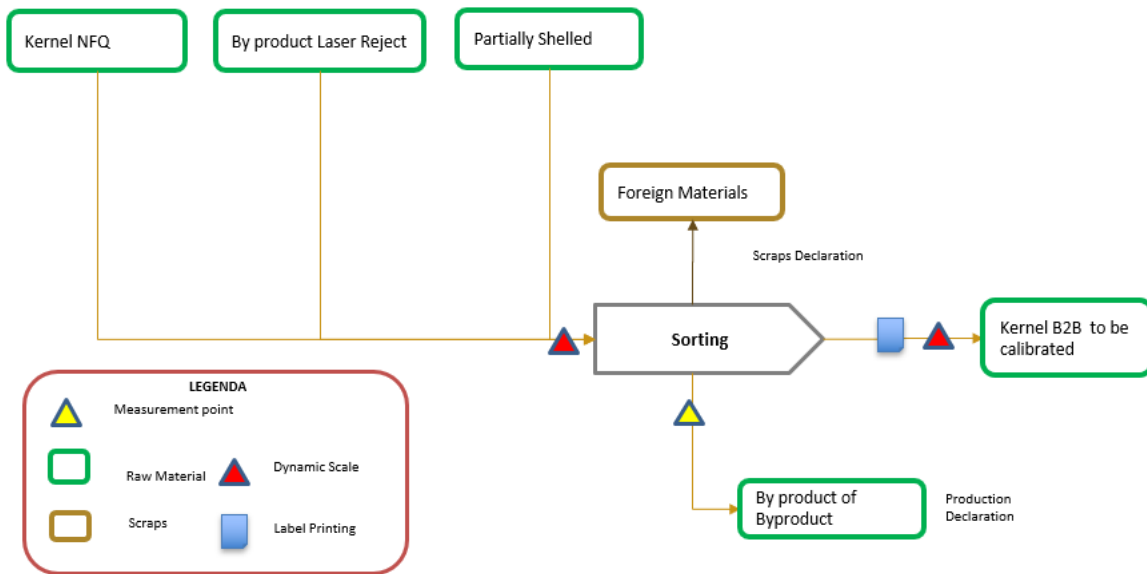 Kernel NFQ
By product Laser Reject
Partially Shelled
Foreign Materials
Scraps Declaration
Sorting
Kernel B2B to be
calibrated
LEGENDA
Measurement point
Raw Material
Dynamic Scale
Scraps
Label Printing
By product of
Byproduct
Production
Declaration